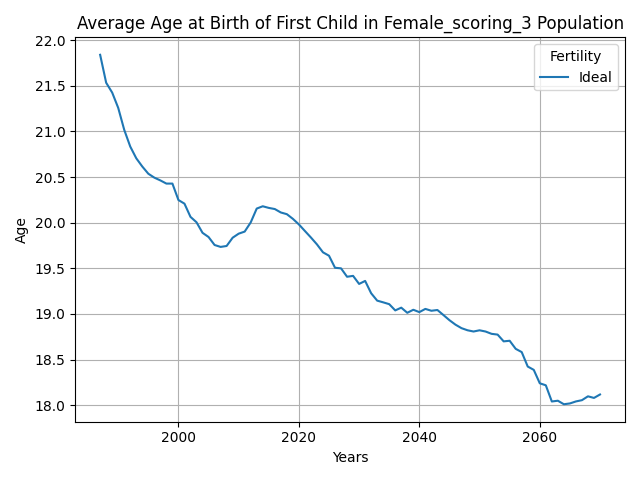 Average Age at Birth of First Child in Female_scoring_3 Population
22.0
21.5
21.0
20.5
20.0
19.5
19.0
18.5
18.0
Age
Fertility
Ideal
2000 2020 2040 2060
Years